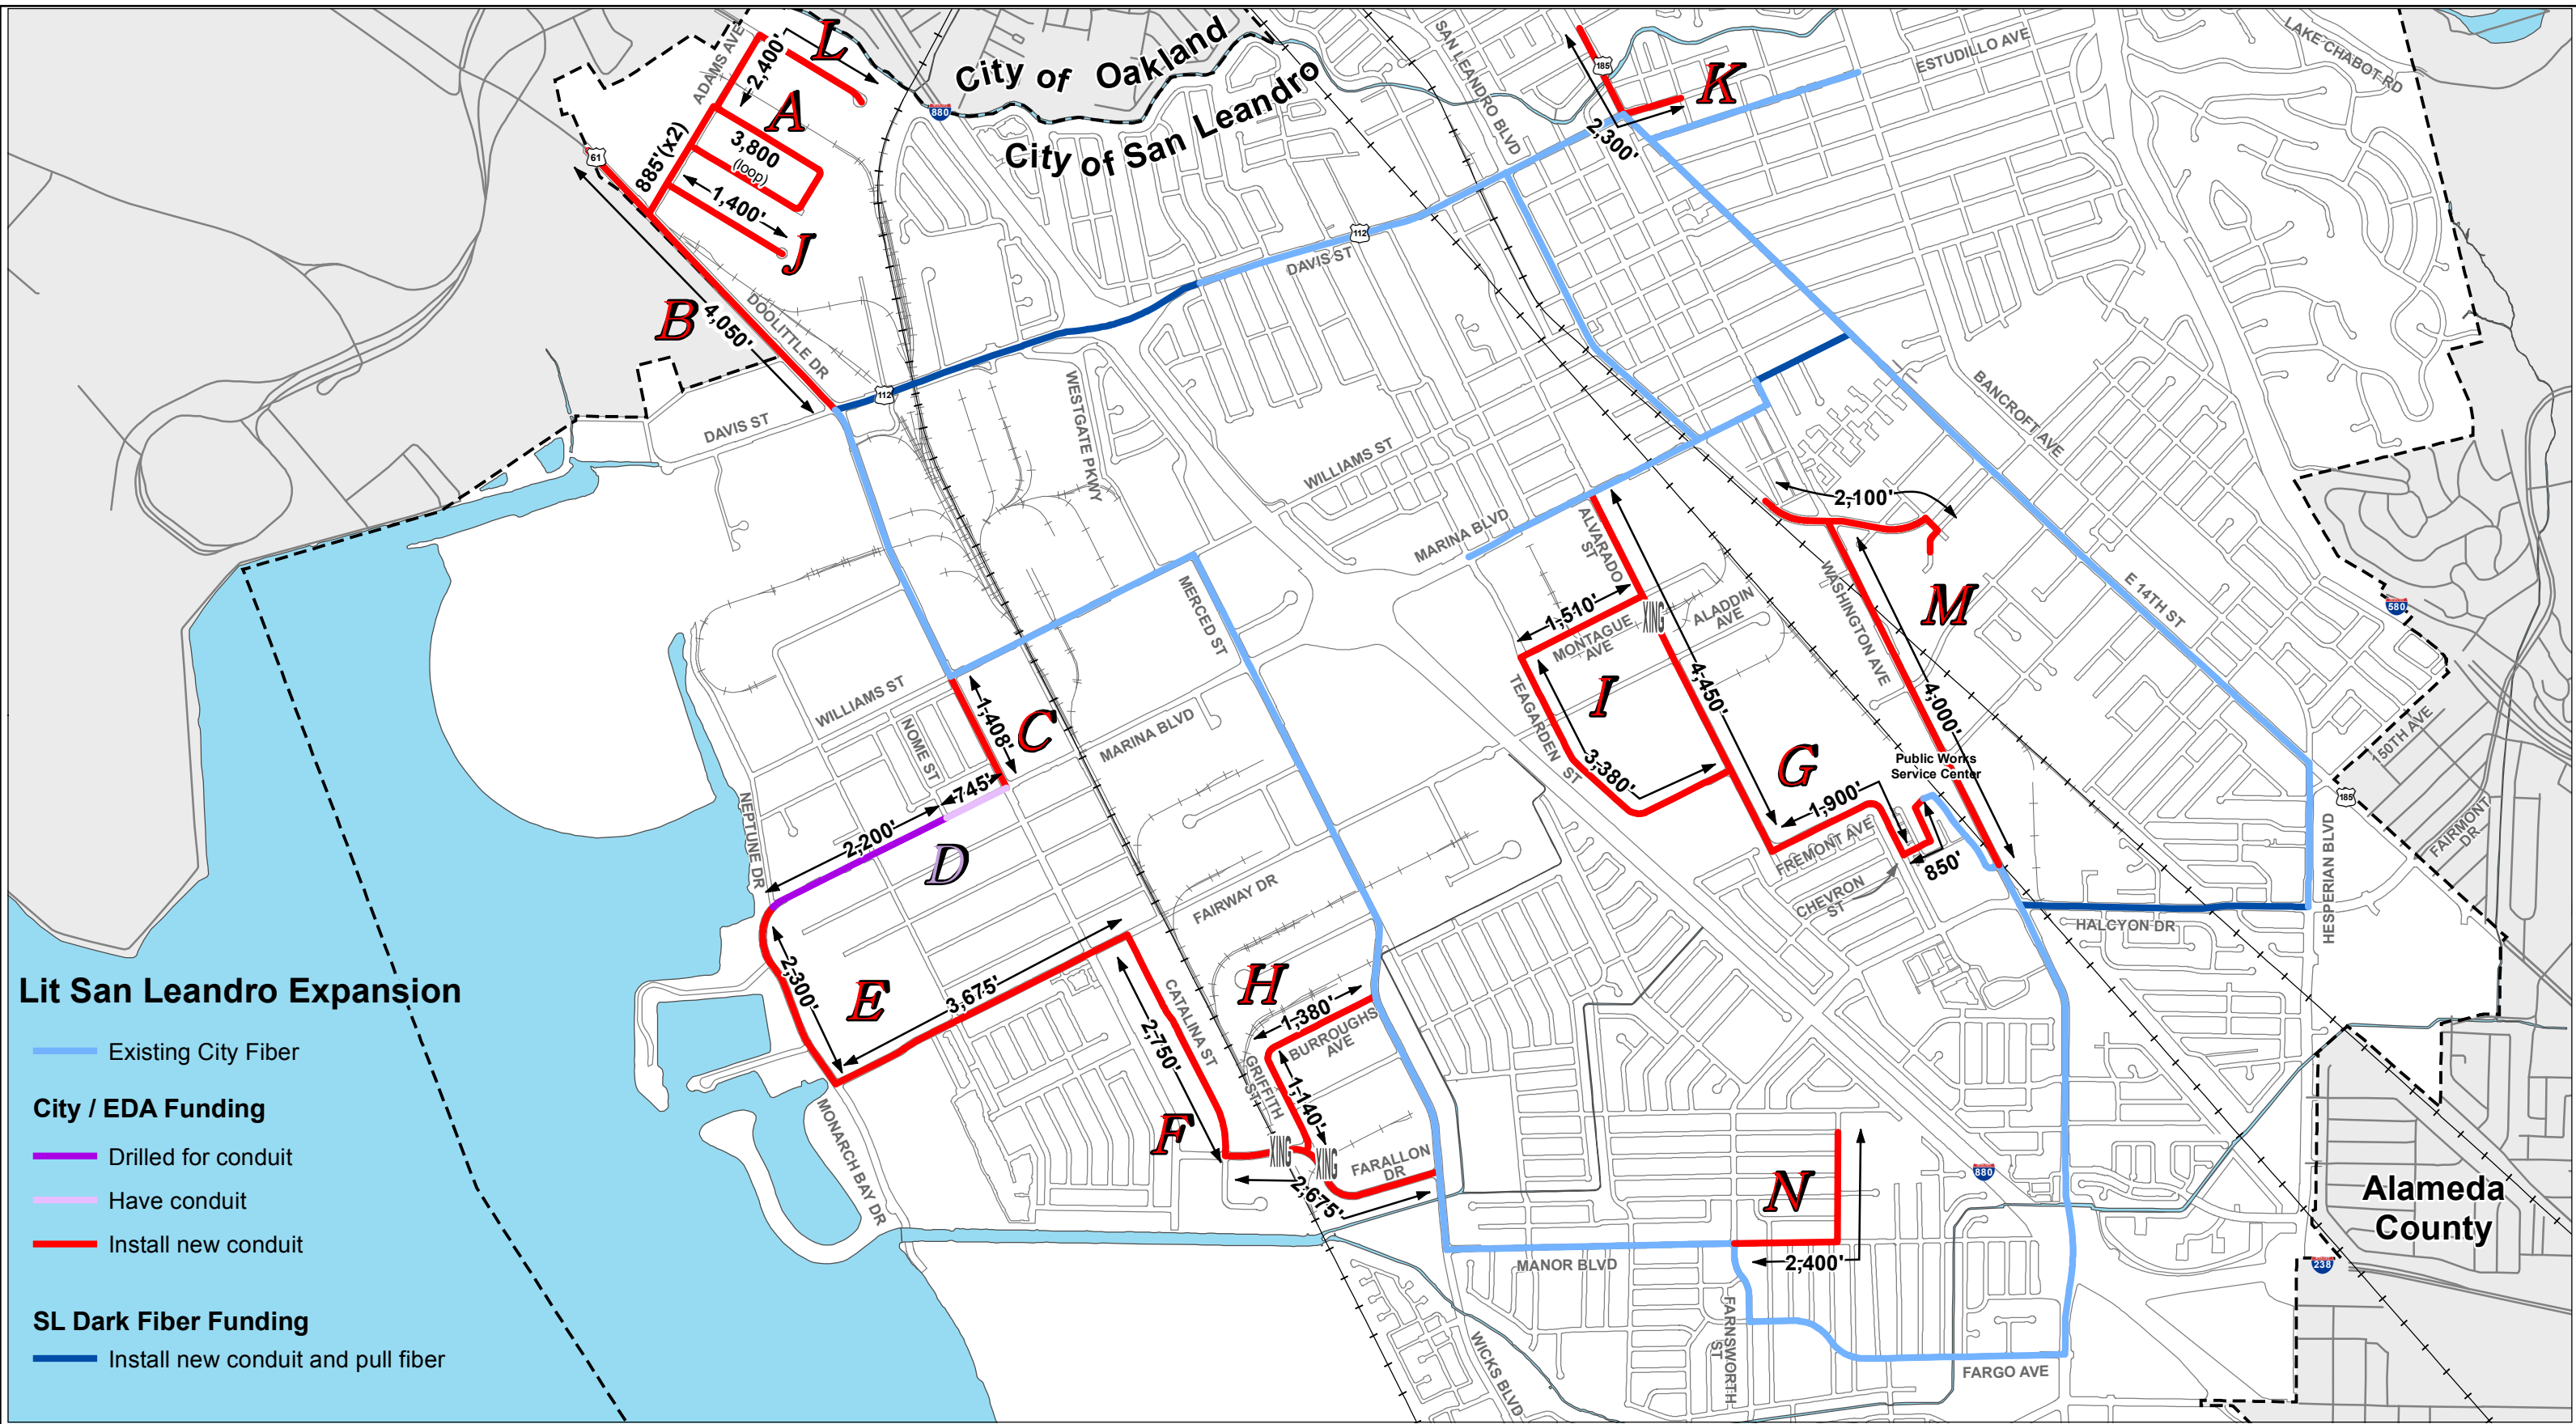 City of Oakland
City of San Leandro
ADAMS AVE
2,400'
L
A
3,800
(loop)
885'(x2)
1,400'
J
61
880
B
4,050'
DOOLITTLE DR
112
DAVIS ST
WESTGATE PKWY
DAVIS ST
112
SAN LEANDRO BLVD
185
K
2,300'
ESTUDILLO AVE
LAKE CHABOT RD
BANCROFT AVE
WILLIAMS ST
MARINA BLVD
ALVARADO
ST
2,100'
WASHINGTON AVE
M
4,000'
E 14TH ST
580
MERCED ST
1,510'
MONTAGUE
AVE
XING
ALADDIN
AVE
4,450'
I
TEAGARDEN ST
3,380'
G
Public Works
Service Center
1,900'
FREMONT AVE
850'
CHEVRON
ST
150TH AVE
185
FAIRMONT
DR
HESPERIAN BLVD
HALCYON DR
WILLIAMS ST
NOME ST
1,408'
C
745'
MARINA BLVD
NEPTUNE DR
2,200'
D
FAIRWAY DR
2,300'
E
3,675'
2,750'
CATALINA ST
F
H
1,380'
BURROUGHS
AVE
GRIFFITH
ST
1,140'
XING
XING
FARALLON
DR
2,675'
MONARCH BAY DR
N
2,400'
MANOR BLVD
880
FARNSWORTH
ST
WICKS BLVD
FARGO AVE
238
Alameda
County
Lit San Leandro Expansion
Existing City Fiber
City / EDA Funding
Drilled for conduit
Have conduit
Install new conduit
SL Dark Fiber Funding
Install new conduit and pull fiber